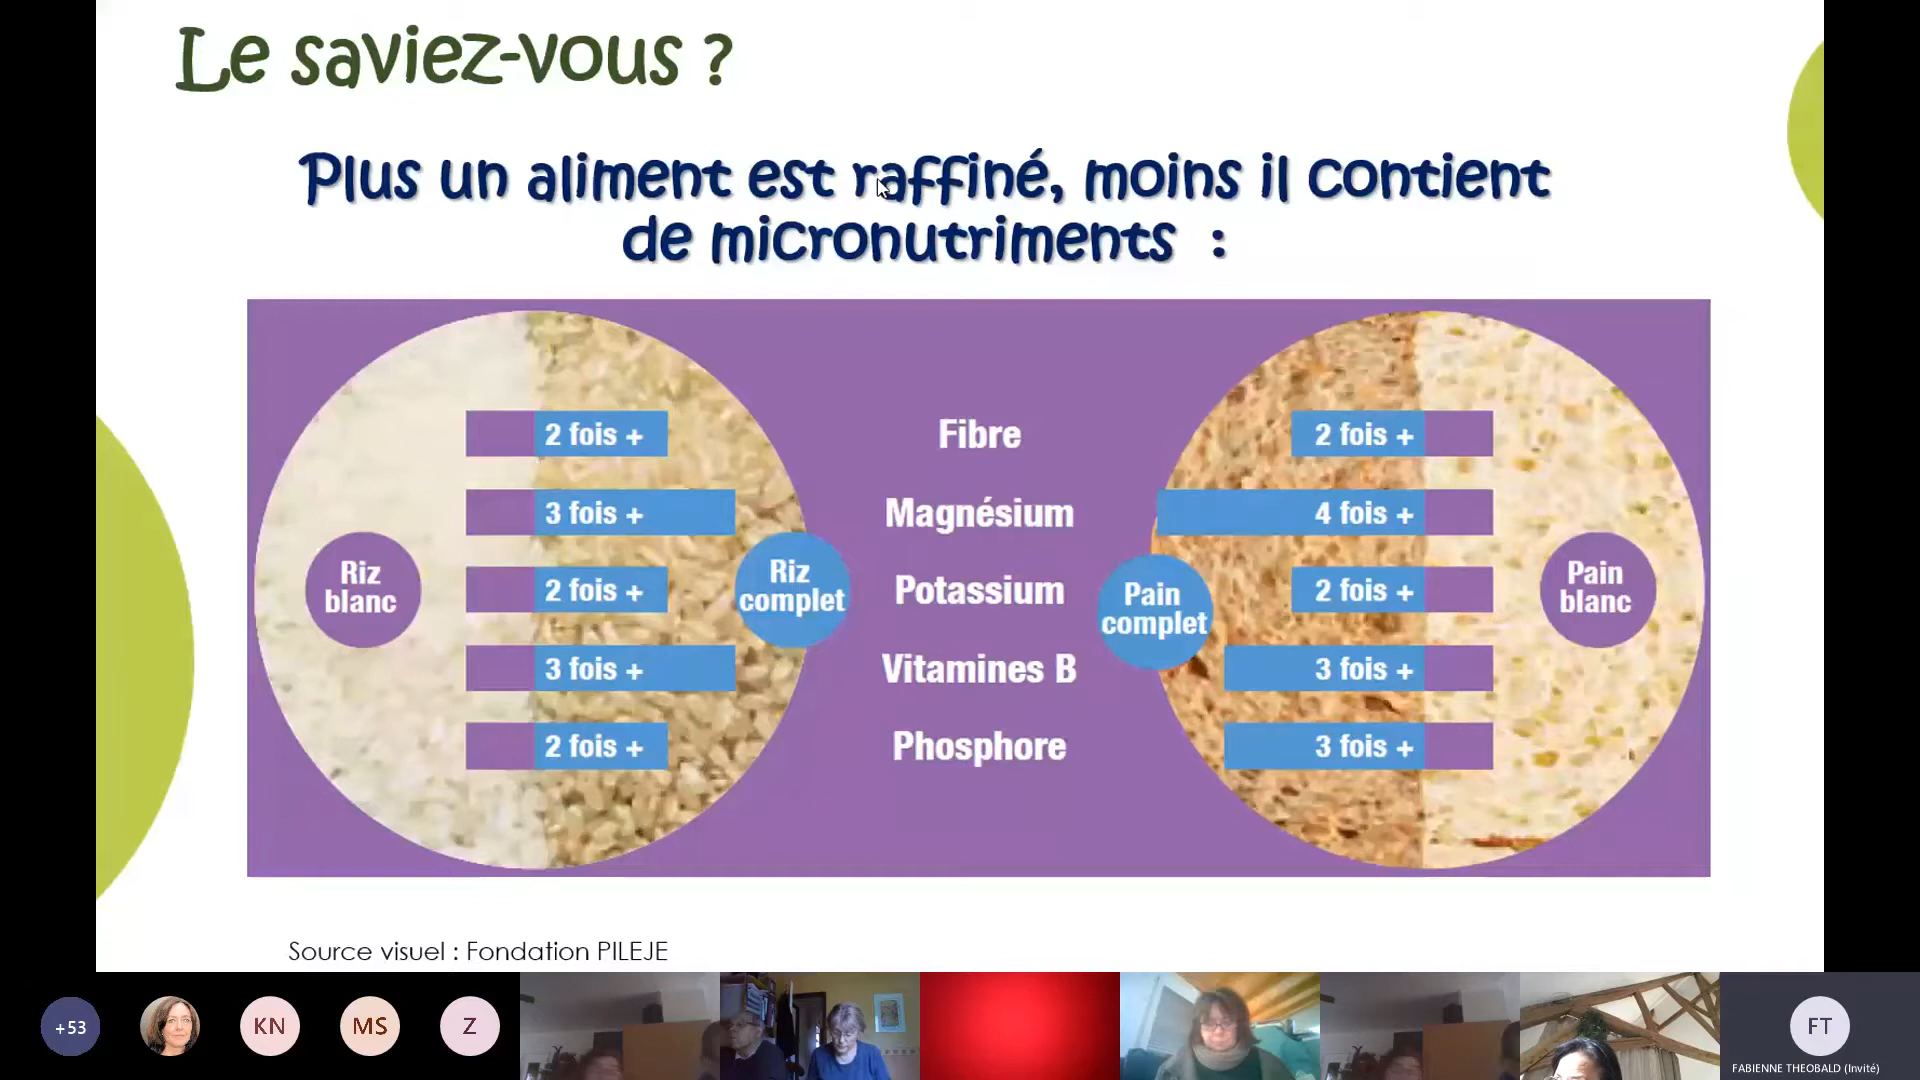 Le saviez-vous ?
Plus un aliment est raffiné, moins il contient
de micronutriments :
2 fois +
Fibre
2 fois +
3 fois +
Magnésium
4 fois +
Riz
blanc
2 fois +
Riz
complet
Potassium
Pain
complet
2 fois +
Pain
blanc
3 fois +
Vitamines B
3 fois +
2 fois +
Phosphore
3 fois +
Source visuel : Fondation PILEJE
+53
KN
MS
Z
FT
FABIENNE THEOBALD (Invité)